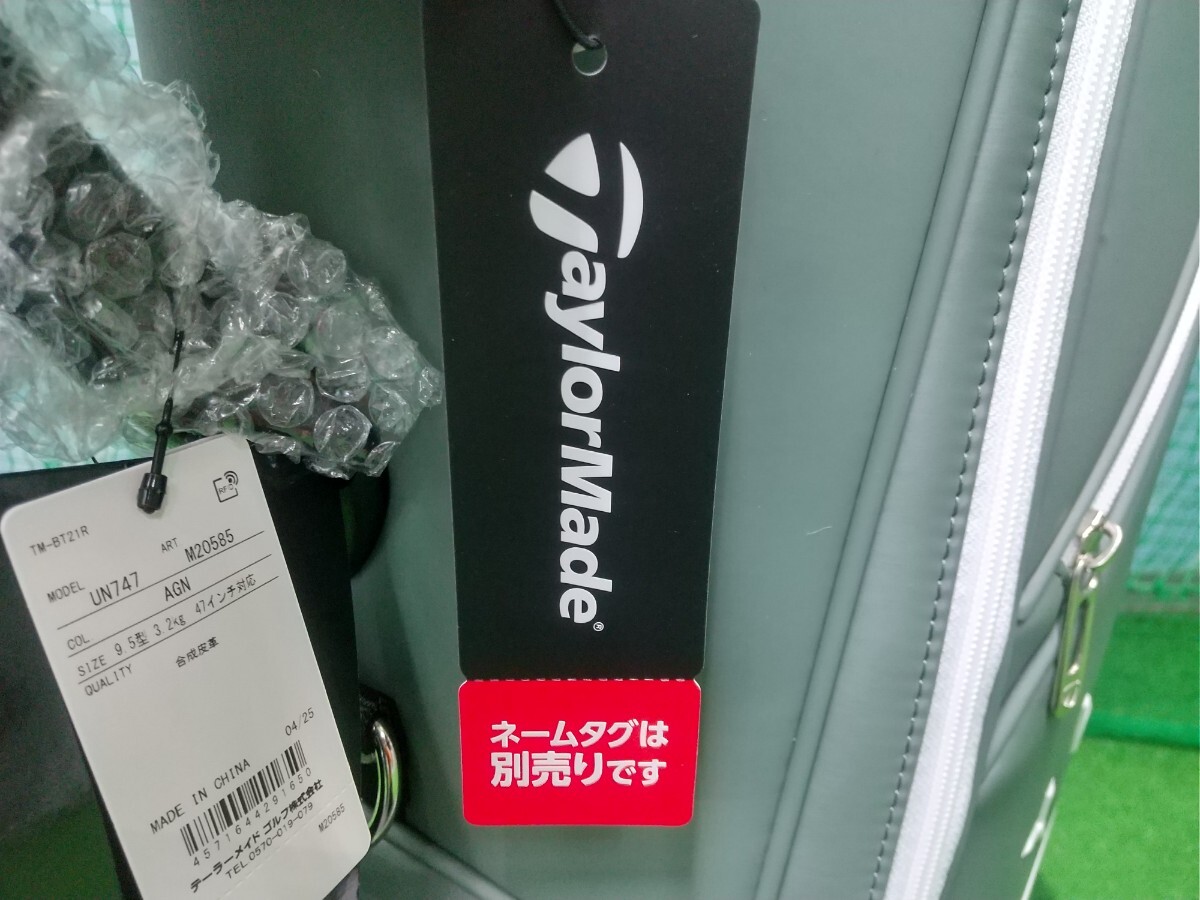 TaylorMade®
ネームタグは
別売りです
RFID
TM-BT21R
MODEL UN747 ART M20585
COL AGN
SIZE 9.5型 3.2kg 47インチ対応
QUALITY 合成皮革
04/25
MADE IN CHINA
4571644291650
テーラーメイド ゴルフ株式会社
TEL.0570-019-079
M20585